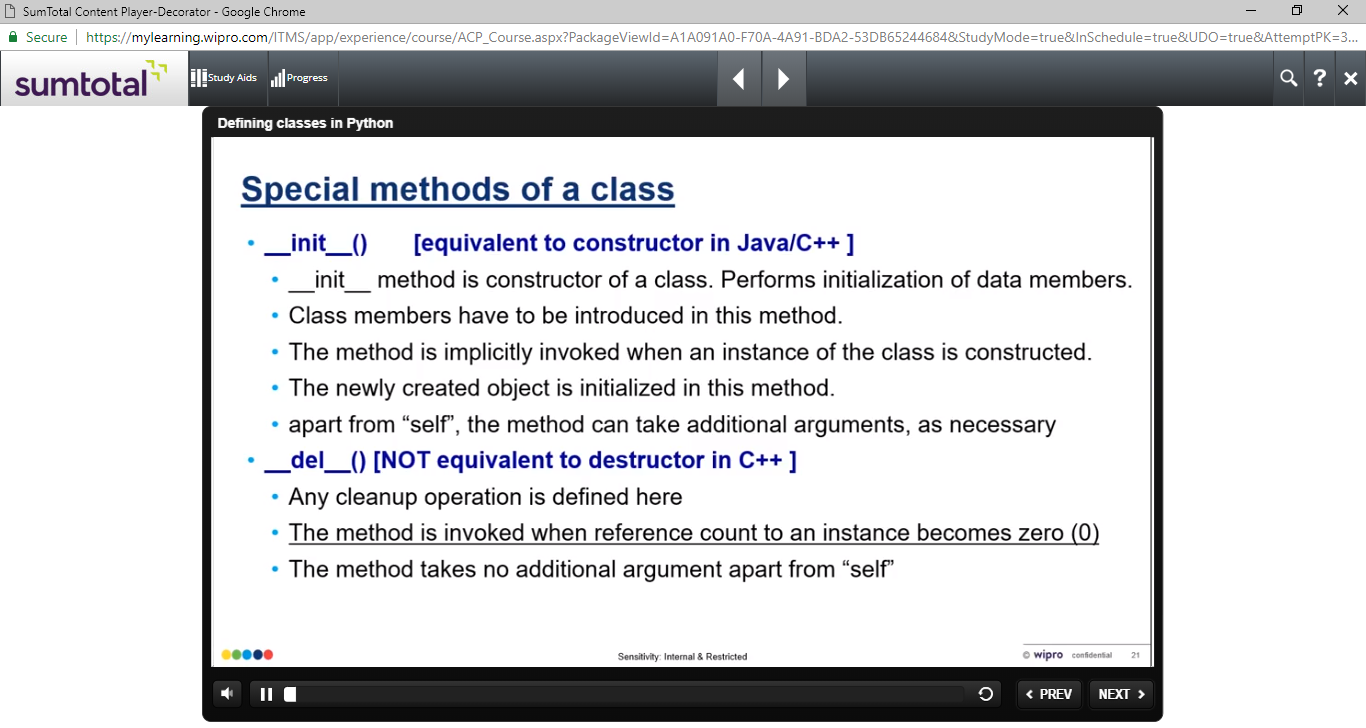 SumTotal Content Player-Decorator - Google Chrome
Secure | https://mylearning.wipro.com/ITMS/app/experience/course/ACP_Course.aspx?PackageViewId=A1A091A0-F70A-4A91-BDA2-53DB65244684&StudyMode=true&InSchedule=true&UDO=true&AttemptPK=3...
sumtotal Study Aids Progress ?
Defining classes in Python
Special methods of a class
• __init__() [equivalent to constructor in Java/C++ ]
• __init__ method is constructor of a class. Performs initialization of data members.
• Class members have to be introduced in this method.
• The method is implicitly invoked when an instance of the class is constructed.
• The newly created object is initialized in this method.
• apart from “self”, the method can take additional arguments, as necessary
• __del__() [NOT equivalent to destructor in C++ ]
• Any cleanup operation is defined here
• The method is invoked when reference count to an instance becomes zero (0)
• The method takes no additional argument apart from “self”
Sensitivity: Internal & Restricted © wipro confidential 21
PREV NEXT